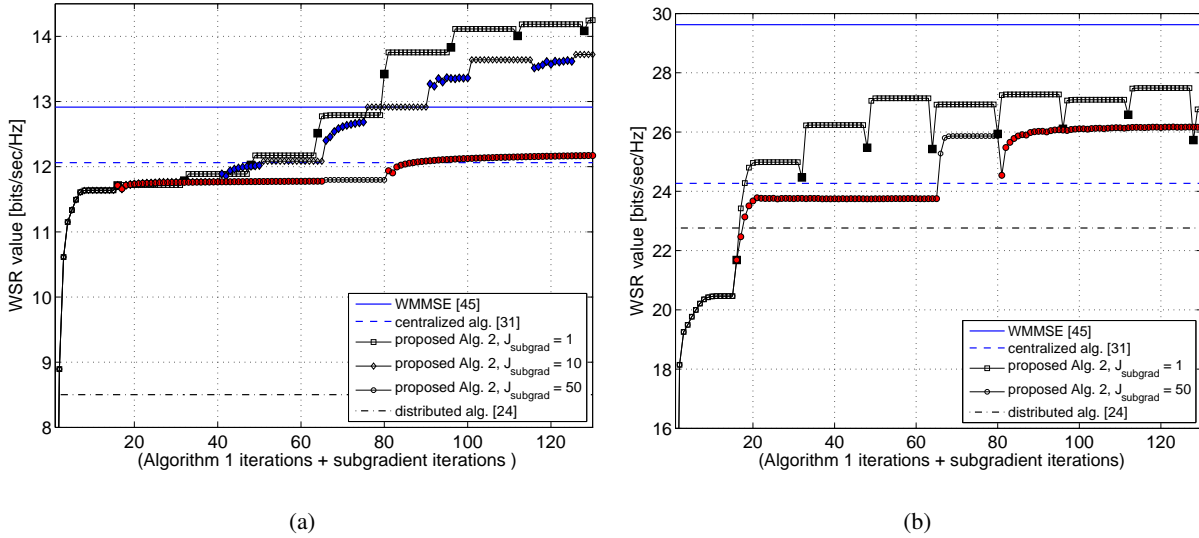 14
13
12
11
10
9
8
WSR value [bits/sec/Hz]
20 40 60 80 100 120
(Algorithm 1 iterations + subgradient iterations )
WMMSE [45]
centralized alg. [31]
proposed Alg. 2, J_subgrad = 1
proposed Alg. 2, J_subgrad = 10
proposed Alg. 2, J_subgrad = 50
distributed alg. [24]
(a)
30
28
26
24
22
20
18
16
WSR value [bits/sec/Hz]
20 40 60 80 100 120
(Algorithm 1 iterations + subgradient iterations)
WMMSE [45]
centralized alg. [31]
proposed Alg. 2, J_subgrad = 1
proposed Alg. 2, J_subgrad = 50
distributed alg. [24]
(b)